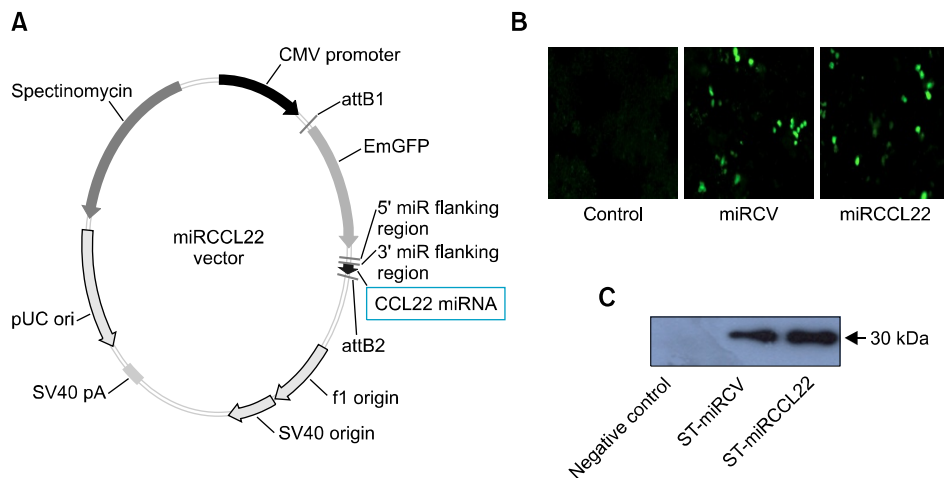 A
CMV promoter
attB1
EmGFP
5' miR flanking
region
3' miR flanking
region
CCL22 miRNA
attB2
f1 origin
SV40 origin
SV40 pA
pUC ori
Spectinomycin
miRCCL22
vector
B
Control
miRCV
miRCCL22
C
30 kDa
Negative control
ST-miRCV
ST-miRCCL22